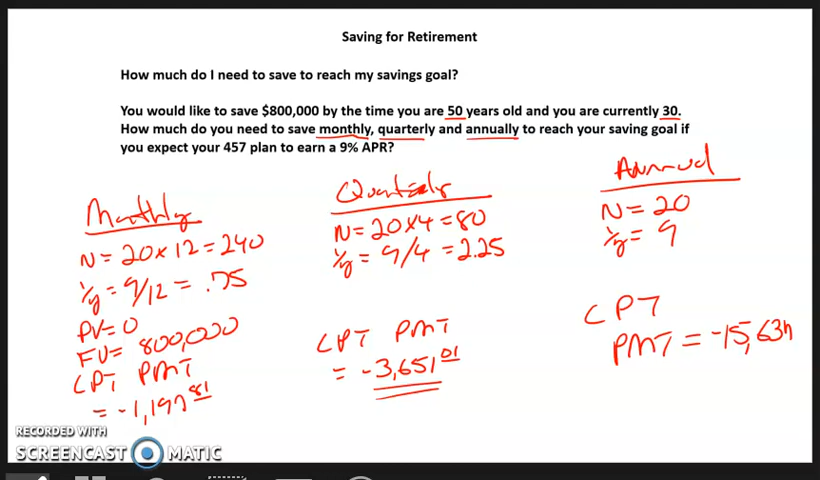 Saving for Retirement
How much do I need to save to reach my savings goal?
You would like to save $800,000 by the time you are 50 years old and you are currently 30.
How much do you need to save monthly, quarterly and annually to reach your saving goal if
you expect your 457 plan to earn a 9% APR?
Monthly
N = 20 x 12 = 240
I/y = 9/12 = .75
PV = 0
FV = 800,000
CPT PMT
= -1,197.81
Quarterly
N = 20x4 = 80
I/y = 9/4 = 2.25
CPT PMT
= -3,651.01
Annual
N = 20
I/y = 9
CPT
PMT = -15,63
RECORDED WITH
SCREENCAST MATIC